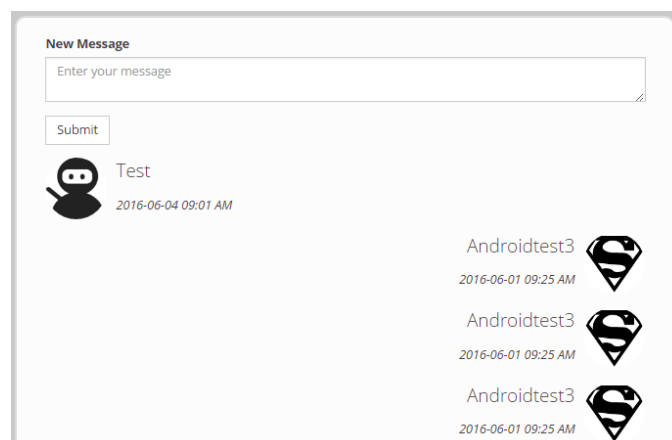 New Message
Enter your message
Submit
Test
2016-06-04 09:01 AM
Androidtest3
2016-06-01 09:25 AM
Androidtest3
2016-06-01 09:25 AM
Androidtest3
2016-06-01 09:25 AM